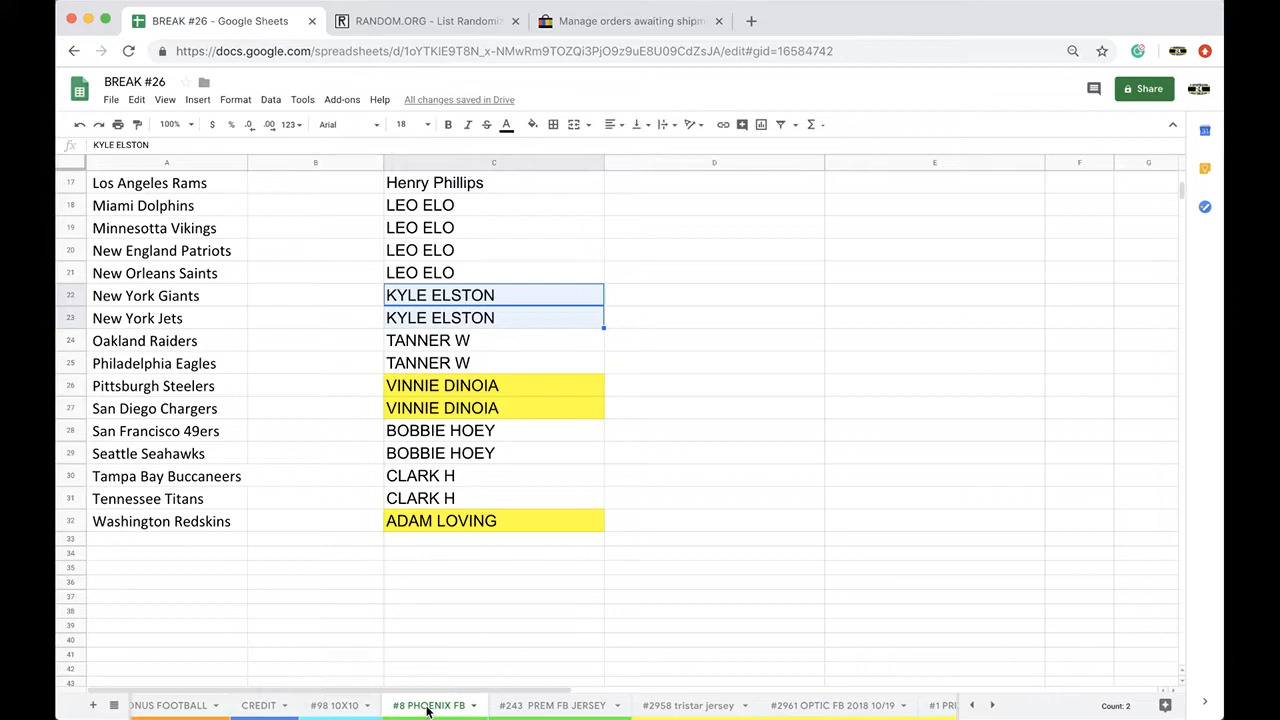 BREAK #26 - Google Sheets × RANDOM.ORG - List Randomi × Manage orders awaiting shipm × +
https://docs.google.com/spreadsheets/d/1oYTKlE9T8N_x-NMwRm9TOZQi3PjO9z9uE8U09CdZsJA/edit#gid=16584742
BREAK #26
File Edit View Insert Format Data Tools Add-ons Help All changes saved in Drive
Share
100% $ % .0 .00 123 Arial 18 B I S A Σ
fx KYLE ELSTON
A B C D E F G
17 Los Angeles Rams Henry Phillips
18 Miami Dolphins LEO ELO
19 Minnesotta Vikings LEO ELO
20 New England Patriots LEO ELO
21 New Orleans Saints LEO ELO
22 New York Giants KYLE ELSTON
23 New York Jets KYLE ELSTON
24 Oakland Raiders TANNER W
25 Philadelphia Eagles TANNER W
26 Pittsburgh Steelers VINNIE DINOIA
27 San Diego Chargers VINNIE DINOIA
28 San Francisco 49ers BOBBIE HOEY
29 Seattle Seahawks BOBBIE HOEY
30 Tampa Bay Buccaneers CLARK H
31 Tennessee Titans CLARK H
32 Washington Redskins ADAM LOVING
33
34
35
36
37
38
39
40
41
42
43
+ ONUS FOOTBALL CREDIT #98 10X10 #8 PHOENIX FB #243 PREM FB JERSEY #2958 tristar jersey #2961 OPTIC FB 2018 10/19 #1 PRI Count: 2